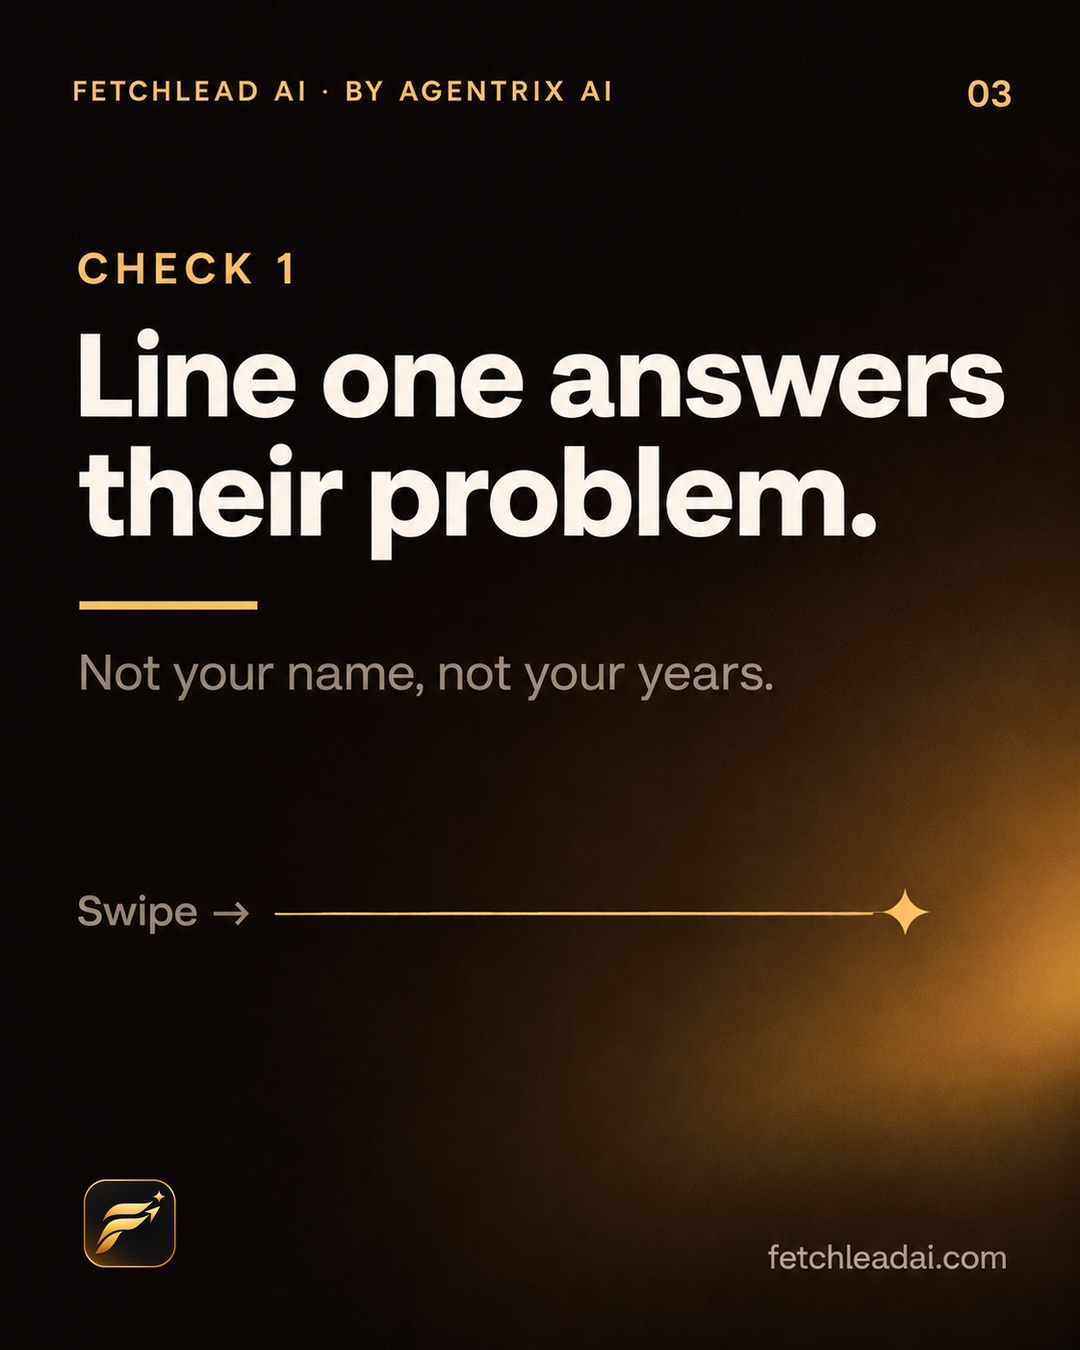 FETCHLEAD AI · BY AGENTRIX AI
03
CHECK 1
Line one answers
their problem.
Not your name, not your years.
Swipe →
fetchleadai.com